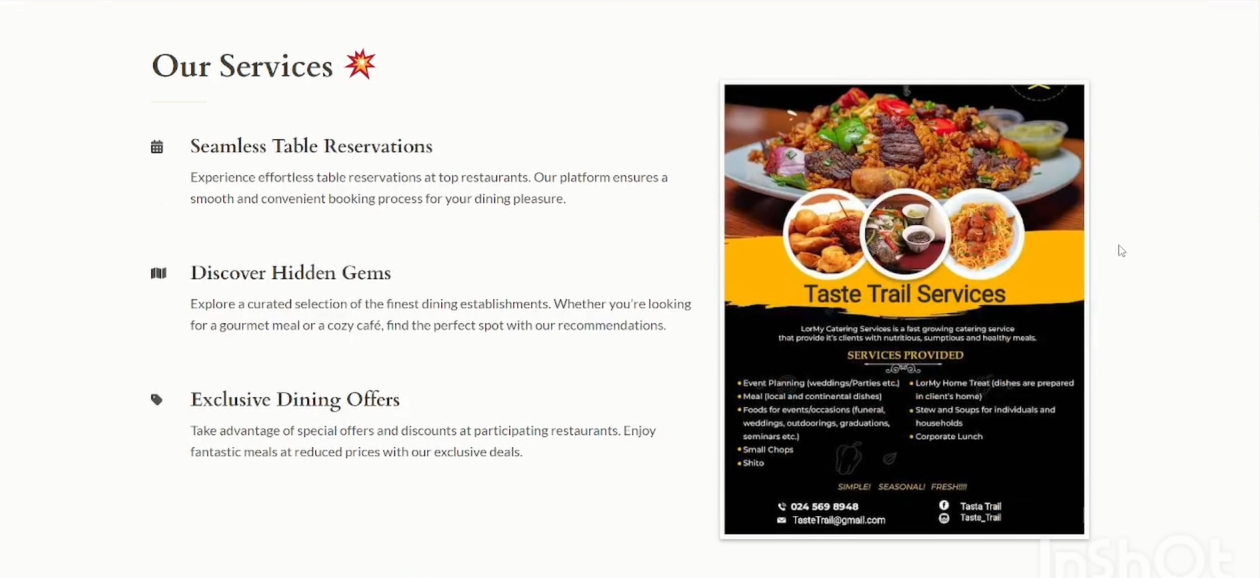 Our Services 💥
Seamless Table Reservations
Experience effortless table reservations at top restaurants. Our platform ensures a
smooth and convenient booking process for your dining pleasure.
Discover Hidden Gems
Explore a curated selection of the finest dining establishments. Whether you're looking
for a gourmet meal or a cozy café, find the perfect spot with our recommendations.
Exclusive Dining Offers
Take advantage of special offers and discounts at participating restaurants. Enjoy
fantastic meals at reduced prices with our exclusive deals.
Taste Trail Services
LorMy Catering Services is a fast growing catering service
that provide it's clients with nutritious, sumptious and healthy meals.
SERVICES PROVIDED
Event Planning (weddings/Parties etc.)
Meal (local and continental dishes)
Foods for events/occasions (funeral,
weddings, outdoorings, graduations,
seminars etc.)
Small Chops
Shito
LorMy Home Treat (dishes are prepared
in client's home)
Stew and Soups for individuals and
households
Corporate Lunch
SIMPLE! SEASONAL! FRESH!!!!
024 569 8948
TasteTrail@gmail.com
Tasta Trail
Taste_Trail
InShOt